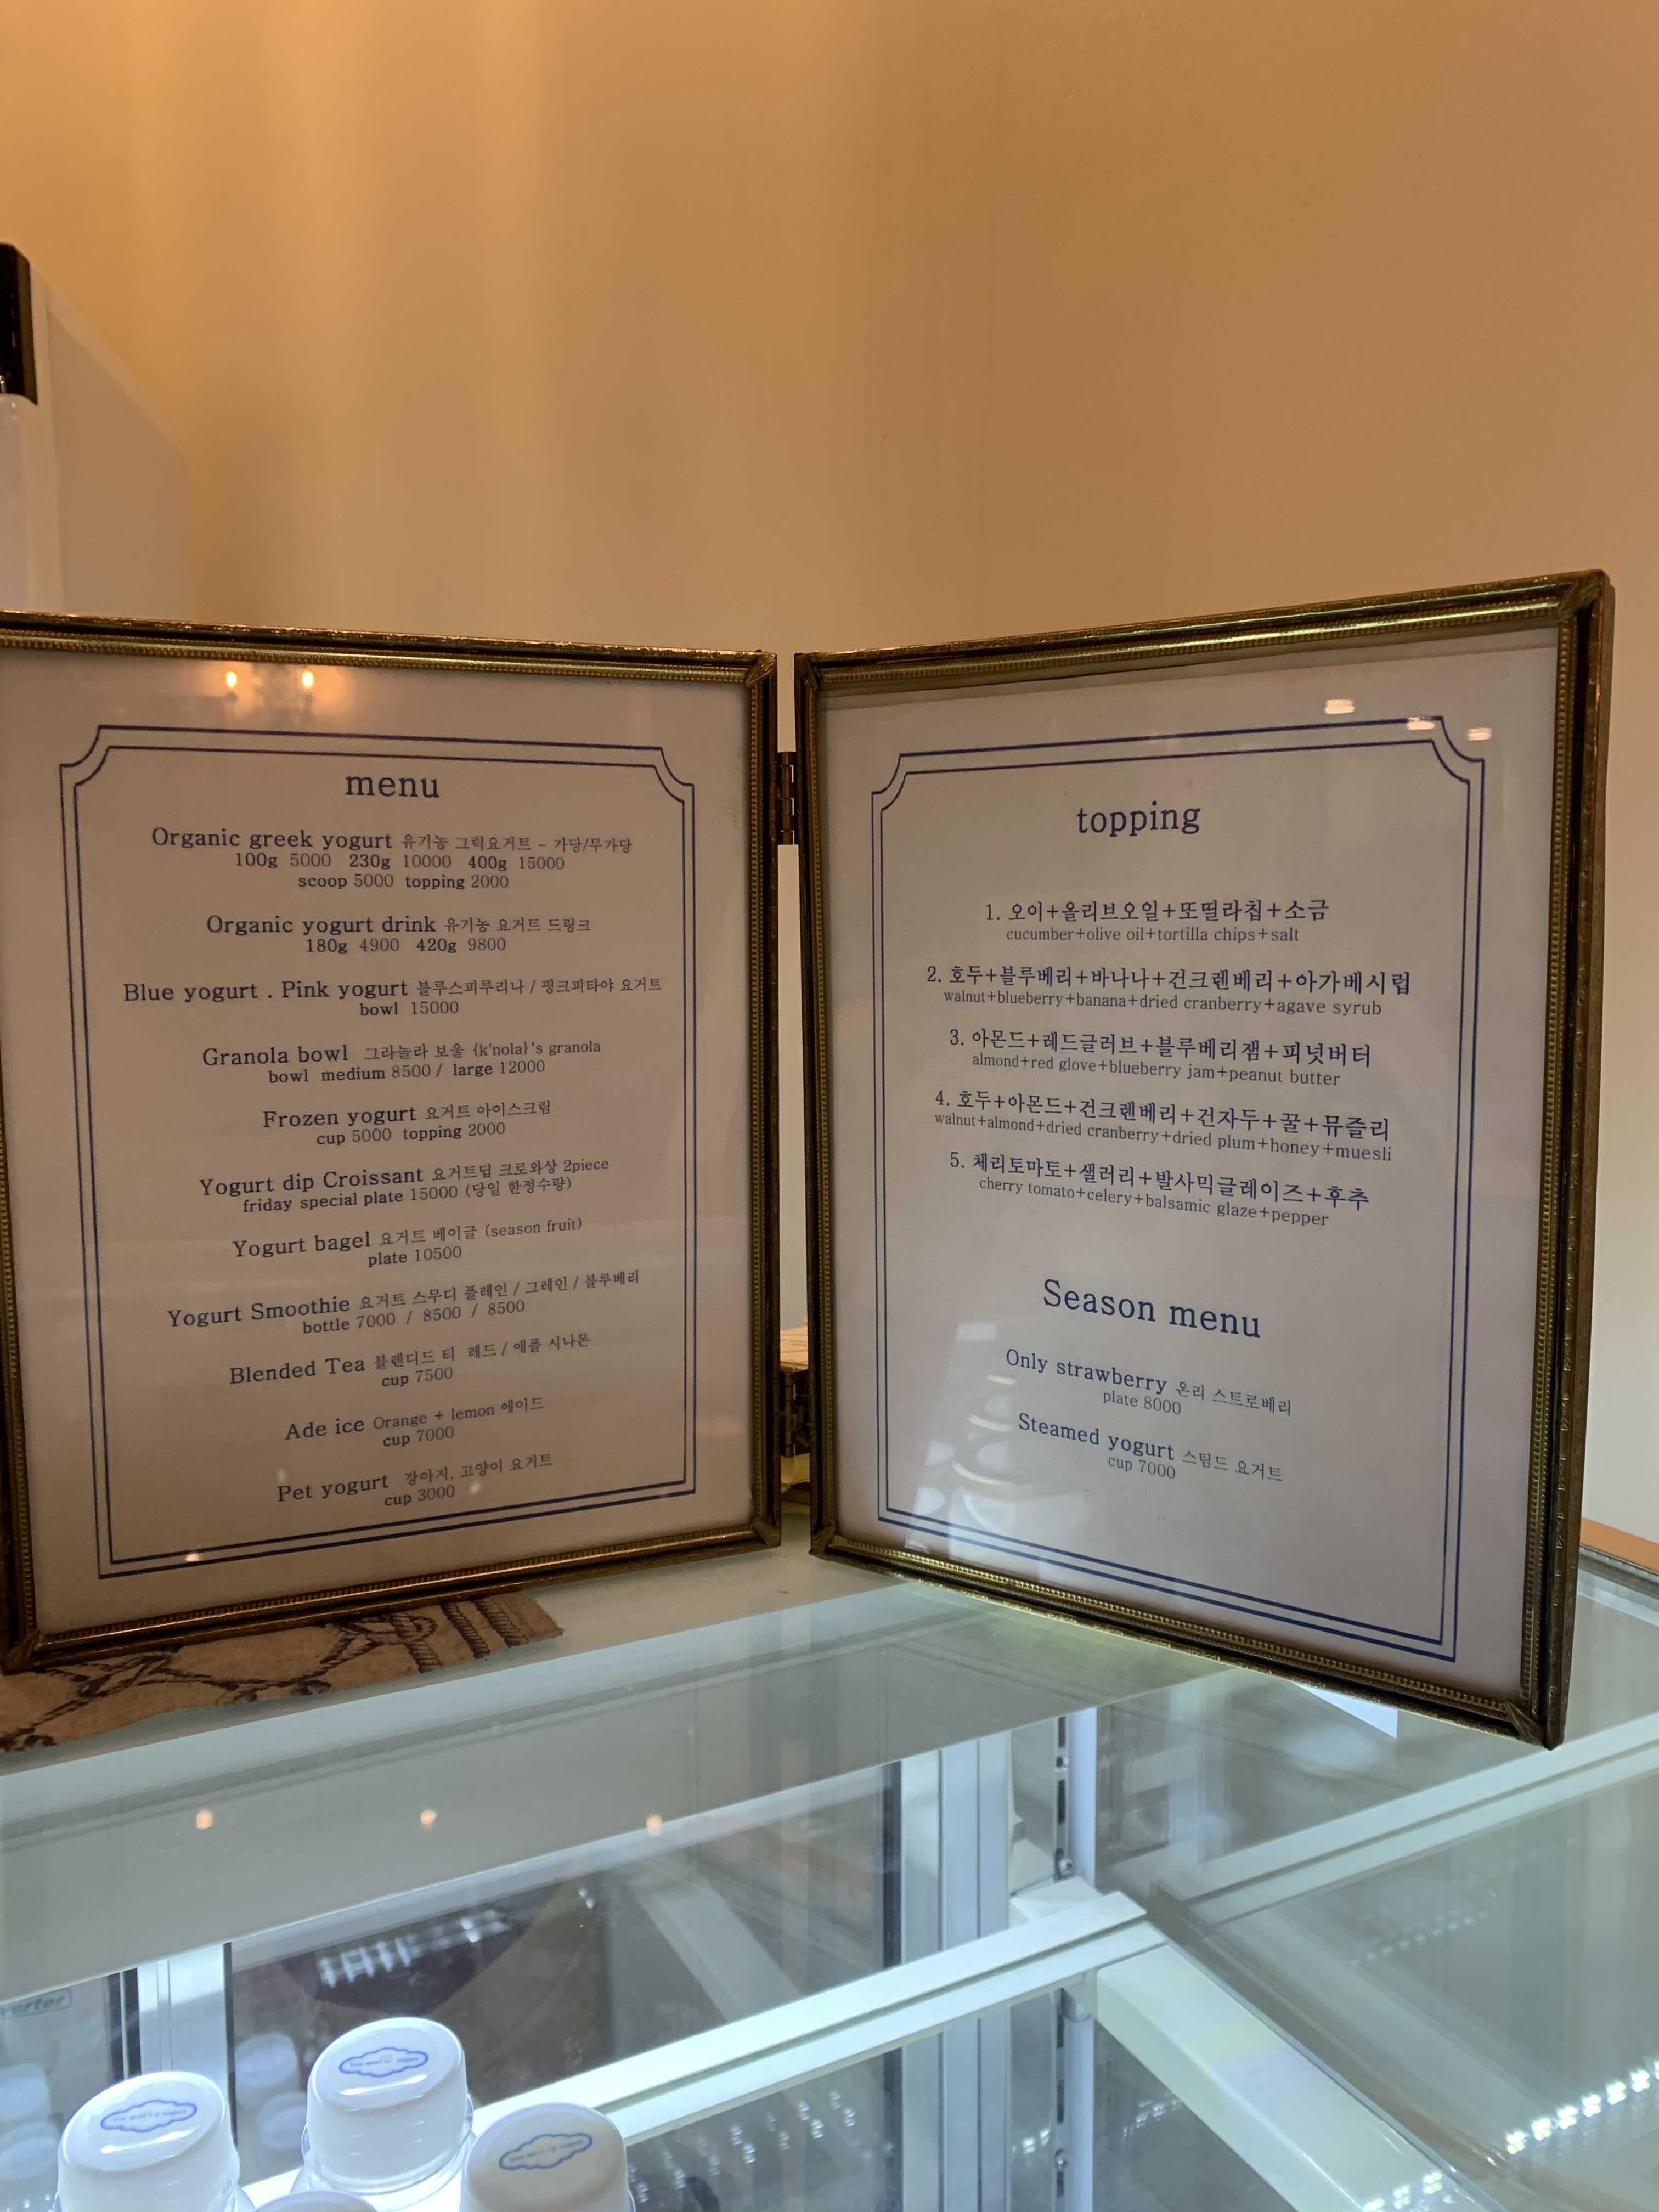 menu
Organic greek yogurt 유기농 그릭요거트 - 가당/무가당
100g 5000 230g 10000 400g 15000
scoop 5000 topping 2000
Organic yogurt drink 유기농 요거트 드링크
180g 4900 420g 9800
Blue yogurt . Pink yogurt 블루스피루리나 / 핑크피타야 요거트
bowl 15000
Granola bowl 그라놀라 보울 {k'nola}'s granola
bowl medium 8500 / large 12000
Frozen yogurt 요거트 아이스크림
cup 5000 topping 2000
Yogurt dip Croissant 요거트딥 크로와상 2piece
friday special plate 15000 (당일 한정수량)
Yogurt bagel 요거트 베이글 (season fruit)
plate 10500
Yogurt Smoothie 요거트 스무디 플레인 / 그레인 / 블루베리
bottle 7000 / 8500 / 8500
Blended Tea 블렌디드 티 레드 / 애플 시나몬
cup 7500
Ade ice Orange + lemon 에이드
cup 7000
Pet yogurt 강아지, 고양이 요거트
cup 3000
topping
1. 오이+올리브오일+또띨라칩+소금
cucumber+olive oil+tortilla chips+salt
2. 호두+블루베리+바나나+건크렌베리+아가베시럽
walnut+blueberry+banana+dried cranberry+agave syrub
3. 아몬드+레드글러브+블루베리잼+피넛버터
almond+red glove+blueberry jam+peanut butter
4. 호두+아몬드+건크렌베리+건자두+꿀+뮤즐리
walnut+almond+dried cranberry+dried plum+honey+muesli
5. 체리토마토+샐러리+발사믹글레이즈+후추
cherry tomato+celery+balsamic glaze+pepper
Season menu
Only strawberry 온리 스트로베리
plate 8000
Steamed yogurt 스팀드 요거트
cup 7000